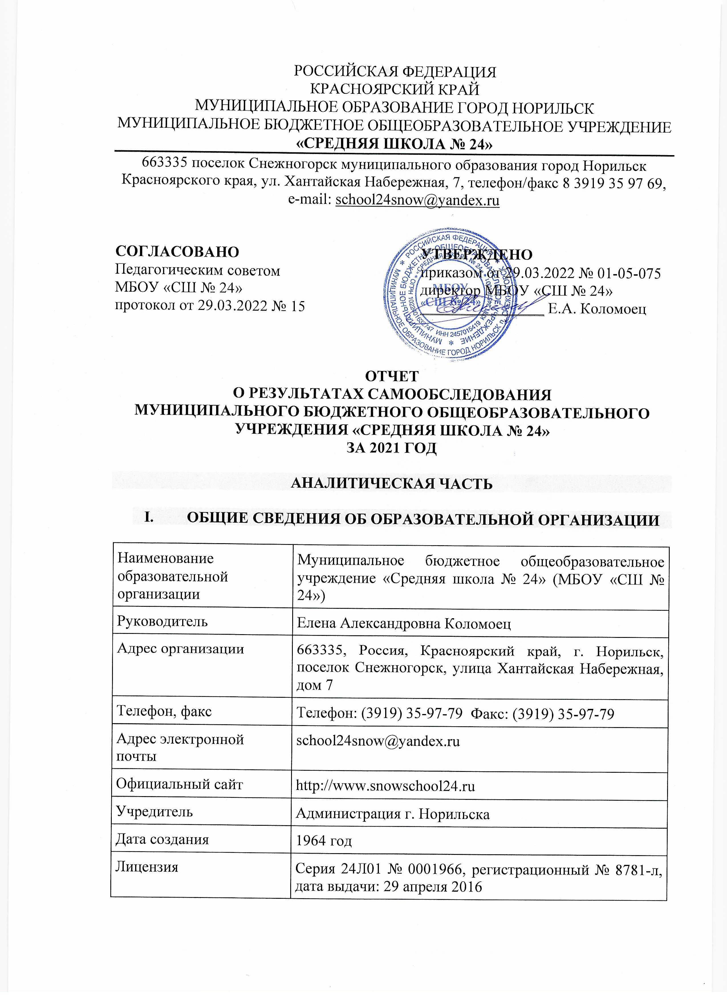 РОССИЙСКАЯ ФЕДЕРАЦИЯ
КРАСНОЯРСКИЙ КРАЙ
МУНИЦИПАЛЬНОЕ ОБРАЗОВАНИЕ ГОРОД НОРИЛЬСК
МУНИЦИПАЛЬНОЕ БЮДЖЕТНОЕ ОБЩЕОБРАЗОВАТЕЛЬНОЕ УЧРЕЖДЕНИЕ
«СРЕДНЯЯ ШКОЛА № 24»
663335 поселок Снежногорск муниципального образования город Норильск
Красноярского края, ул. Хантайская Набережная, 7, телефон/факс 8 3919 35 97 69,
e-mail: school24snow@yandex.ru
СОГЛАСОВАНО
Педагогическим советом
МБОУ «СШ № 24»
протокол от 29.03.2022 № 15
УТВЕРЖДЕНО
приказом от 29.03.2022 № 01-05-075
директор МБОУ «СШ № 24»
Е.А. Коломоец
РОССИЙСКАЯ ФЕДЕРАЦИЯ * п. СНЕЖНОГОРСК
МУНИЦИПАЛЬНОЕ ОБРАЗОВАНИЕ ГОРОД НОРИЛЬСК
МУНИЦИПАЛЬНОЕ БЮДЖЕТНОЕ ОБЩЕОБРАЗОВАТЕЛЬНОЕ УЧРЕЖДЕНИЕ
«СРЕДНЯЯ ШКОЛА № 24»
ОГРН 1022401632747 ИНН 2457015419 КПП
МБОУ
«СШ № 24»
ОТЧЕТ
О РЕЗУЛЬТАТАХ САМООБСЛЕДОВАНИЯ
МУНИЦИПАЛЬНОГО БЮДЖЕТНОГО ОБЩЕОБРАЗОВАТЕЛЬНОГО
УЧРЕЖДЕНИЯ «СРЕДНЯЯ ШКОЛА № 24»
ЗА 2021 ГОД
АНАЛИТИЧЕСКАЯ ЧАСТЬ
I. ОБЩИЕ СВЕДЕНИЯ ОБ ОБРАЗОВАТЕЛЬНОЙ ОРГАНИЗАЦИИ
Наименование
образовательной
организации
Муниципальное бюджетное общеобразовательное
учреждение «Средняя школа № 24» (МБОУ «СШ №
24»)
Руководитель
Елена Александровна Коломоец
Адрес организации
663335, Россия, Красноярский край, г. Норильск,
поселок Снежногорск, улица Хантайская Набережная,
дом 7
Телефон, факс
Телефон: (3919) 35-97-79 Факс: (3919) 35-97-79
Адрес электронной
почты
school24snow@yandex.ru
Официальный сайт
http://www.snowschool24.ru
Учредитель
Администрация г. Норильска
Дата создания
1964 год
Лицензия
Серия 24Л01 № 0001966, регистрационный № 8781-л,
дата выдачи: 29 апреля 2016